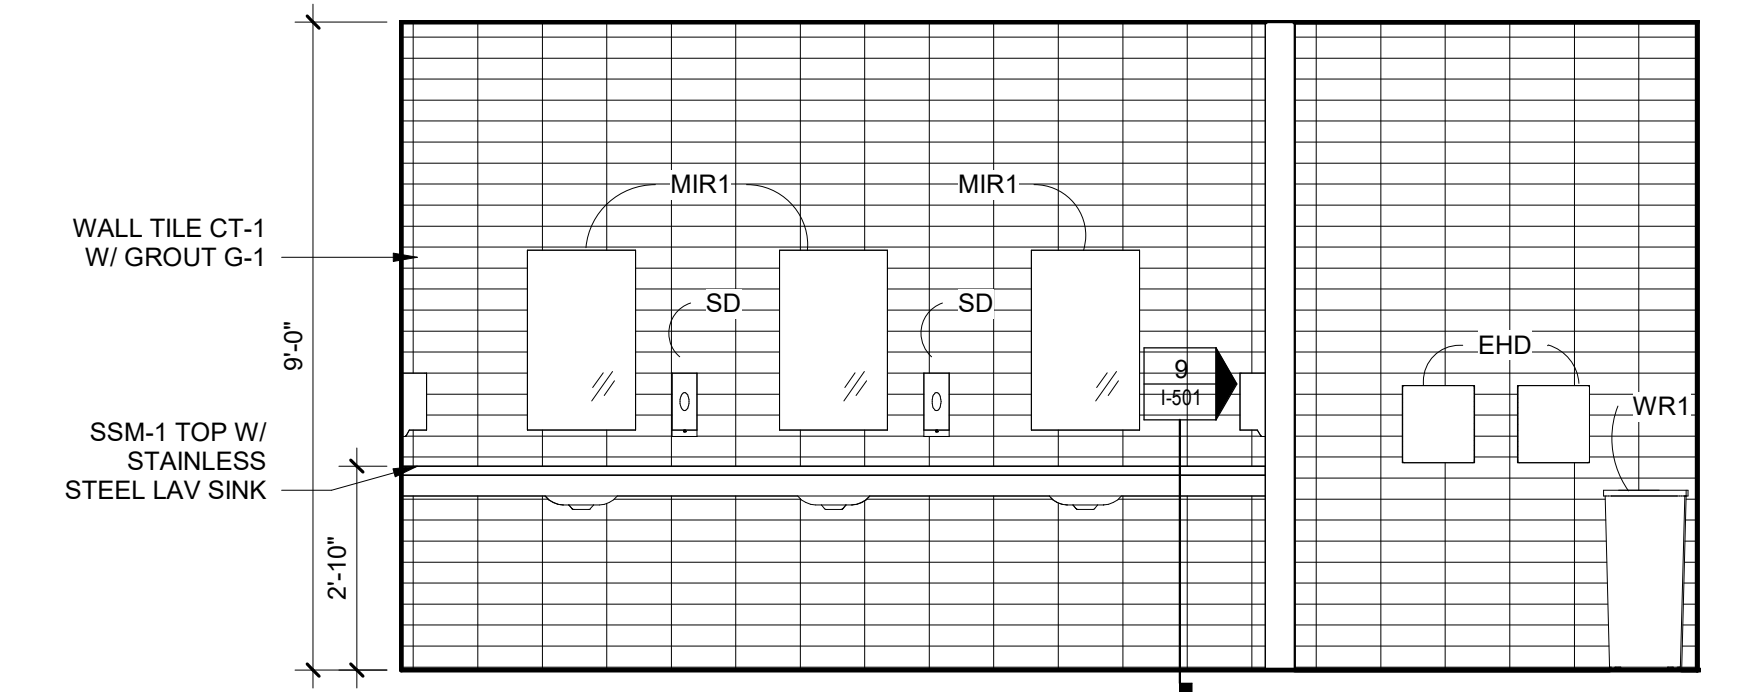 MIR1
MIR1
WALL TILE CT-1
W/ GROUT G-1
SD
SD
9'-0"
EHD
9
I-501
WR1
SSM-1 TOP W/
STAINLESS
STEEL LAV SINK
2'-10"